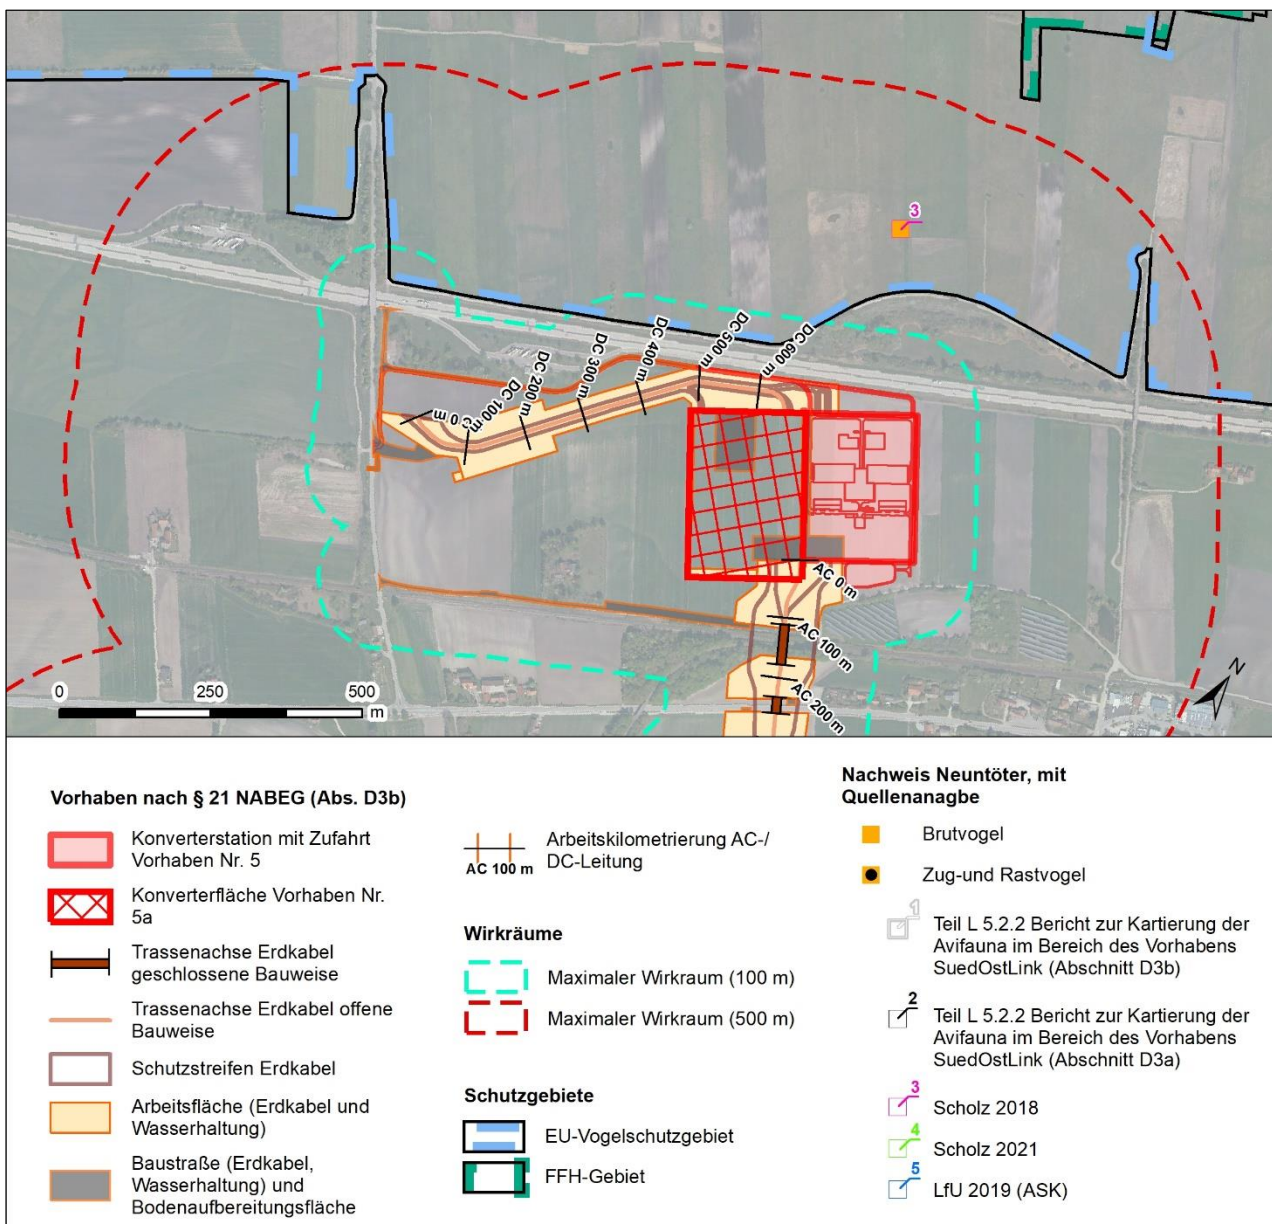 3
DC 0 m
DC 100 m
DC 200 m
DC 300 m
DC 400 m
DC 500 m
DC 600 m
AC 0 m
AC 100 m
AC 200 m
N
0 250 500
m
Vorhaben nach § 21 NABEG (Abs. D3b)
Konverterstation mit Zufahrt
Vorhaben Nr. 5
Konverterfläche Vorhaben Nr.
5a
Trassenachse Erdkabel
geschlossene Bauweise
Trassenachse Erdkabel offene
Bauweise
Schutzstreifen Erdkabel
Arbeitsfläche (Erdkabel und
Wasserhaltung)
Baustraße (Erdkabel,
Wasserhaltung) und
Bodenaufbereitungsfläche
AC 100 m
Arbeitskilometrierung AC-/
DC-Leitung
Wirkräume
Maximaler Wirkraum (100 m)
Maximaler Wirkraum (500 m)
Schutzgebiete
EU-Vogelschutzgebiet
FFH-Gebiet
Nachweis Neuntöter, mit
Quellenanagbe
Brutvogel
Zug-und Rastvogel
1
Teil L 5.2.2 Bericht zur Kartierung der
Avifauna im Bereich des Vorhabens
SuedOstLink (Abschnitt D3b)
2
Teil L 5.2.2 Bericht zur Kartierung der
Avifauna im Bereich des Vorhabens
SuedOstLink (Abschnitt D3a)
3
Scholz 2018
4
Scholz 2021
5
LfU 2019 (ASK)